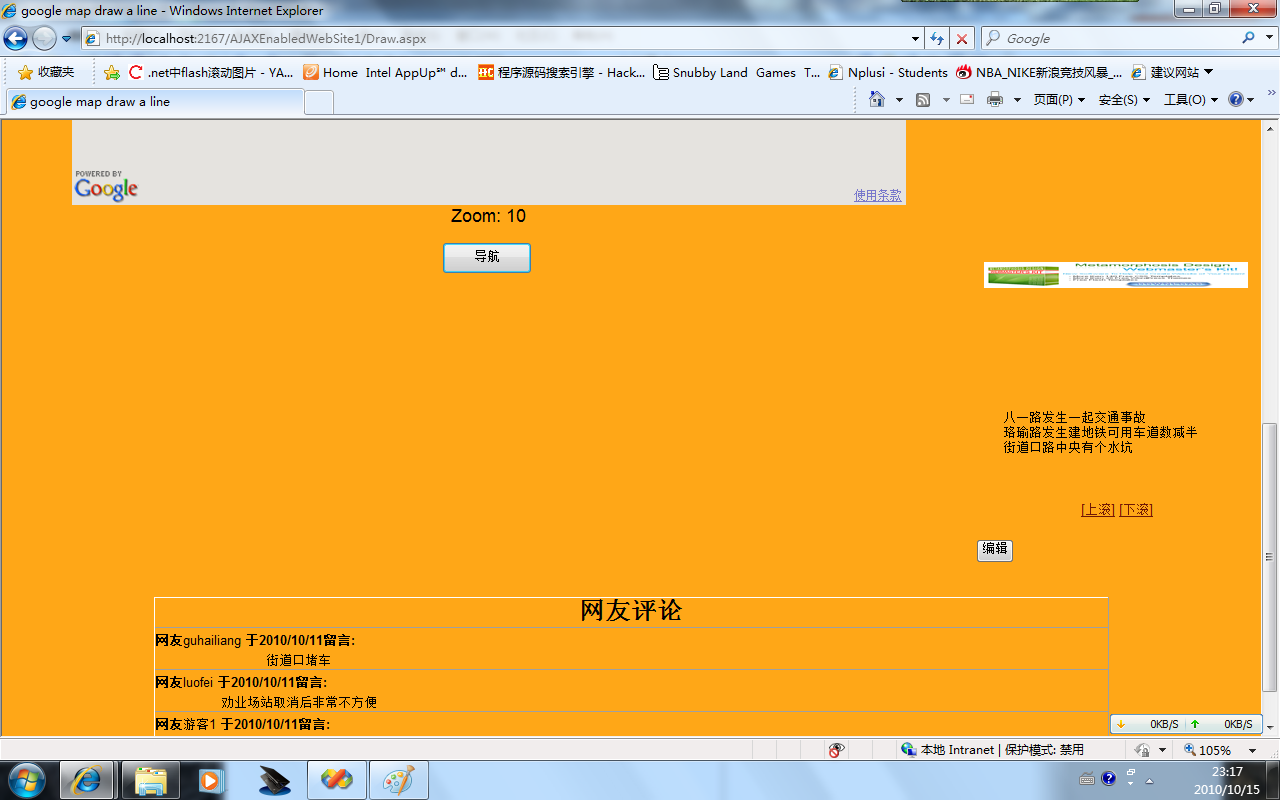 google map draw a line - Windows Internet Explorer
http://localhost:2167/AJAXEnabledWebSite1/Draw.aspx
Google
收藏夹 .net中flash滚动图片 - YA... Home Intel AppUp℠ d... 程序源码搜索引擎 - Hack... Snubby Land Games T... Nplusi - Students NBA_NIKE新浪竞技风暴_... 建议网站
google map draw a line
页面(P) 安全(S) 工具(O)
POWERED BY
Google
使用条款
Zoom: 10
导航
Metamorphosis Design
Webmaster's Kit!
八一路发生一起交通事故
珞瑜路发生建地铁可用车道数减半
街道口路中央有个水坑
[上滚] [下滚]
编辑
网友评论
网友guhailiang 于2010/10/11留言:
街道口堵车
网友luofei 于2010/10/11留言:
劝业场站取消后非常不方便
网友游客1 于2010/10/11留言:
0KB/S 0KB/S
本地 Intranet | 保护模式: 禁用
105%
23:17
2010/10/15